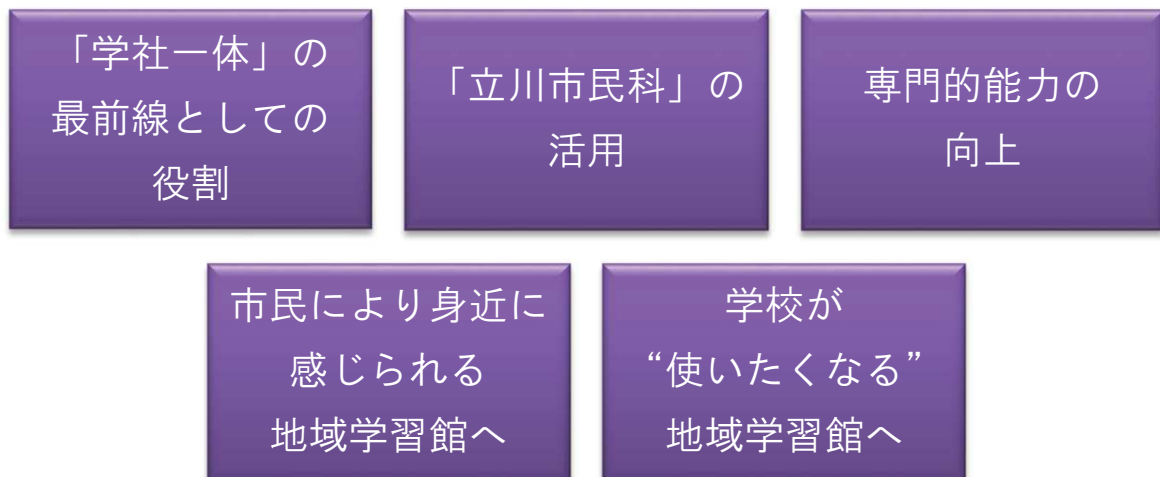 「学社一体」の
最前線としての
役割
「立川市民科」の
活用
専門的能力の
向上
市民により身近に
感じられる
地域学習館へ
学校が
“使いたくなる”
地域学習館へ